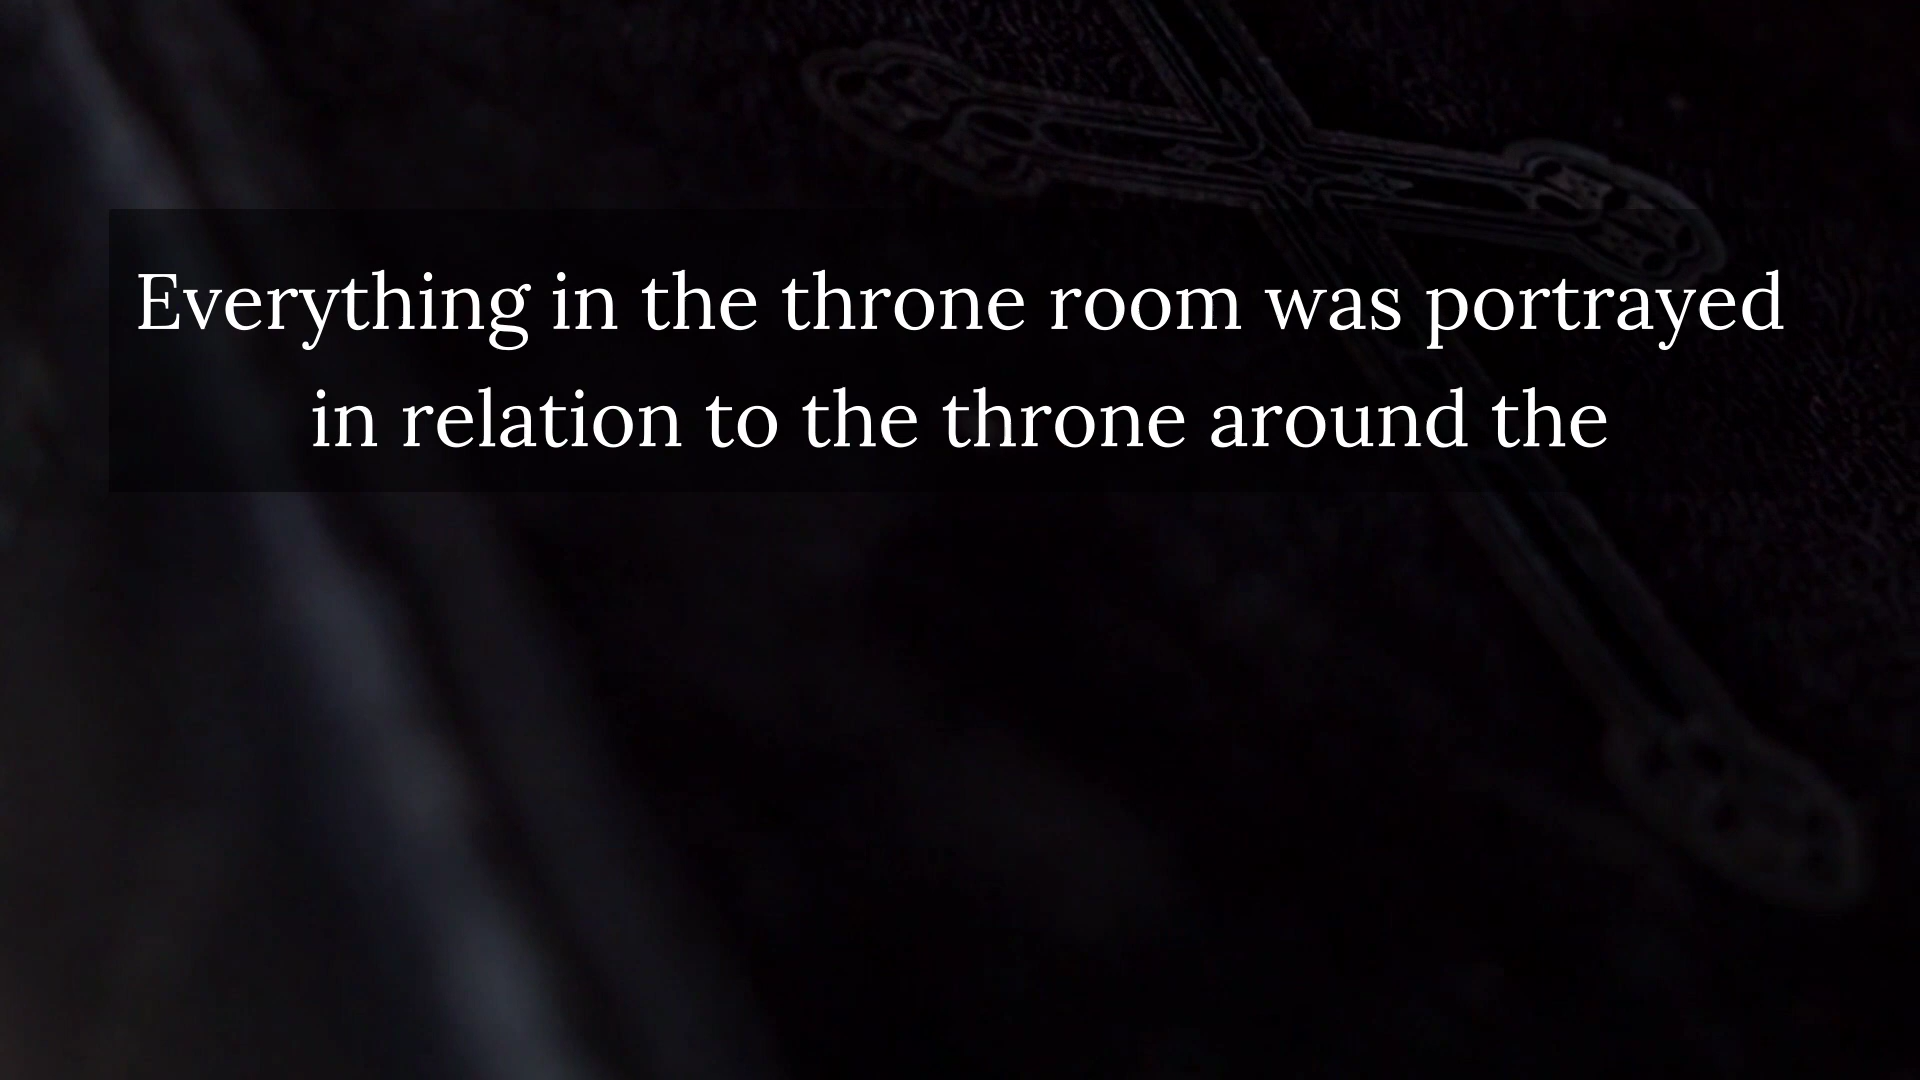 Everything in the throne room was portrayed
in relation to the throne around the